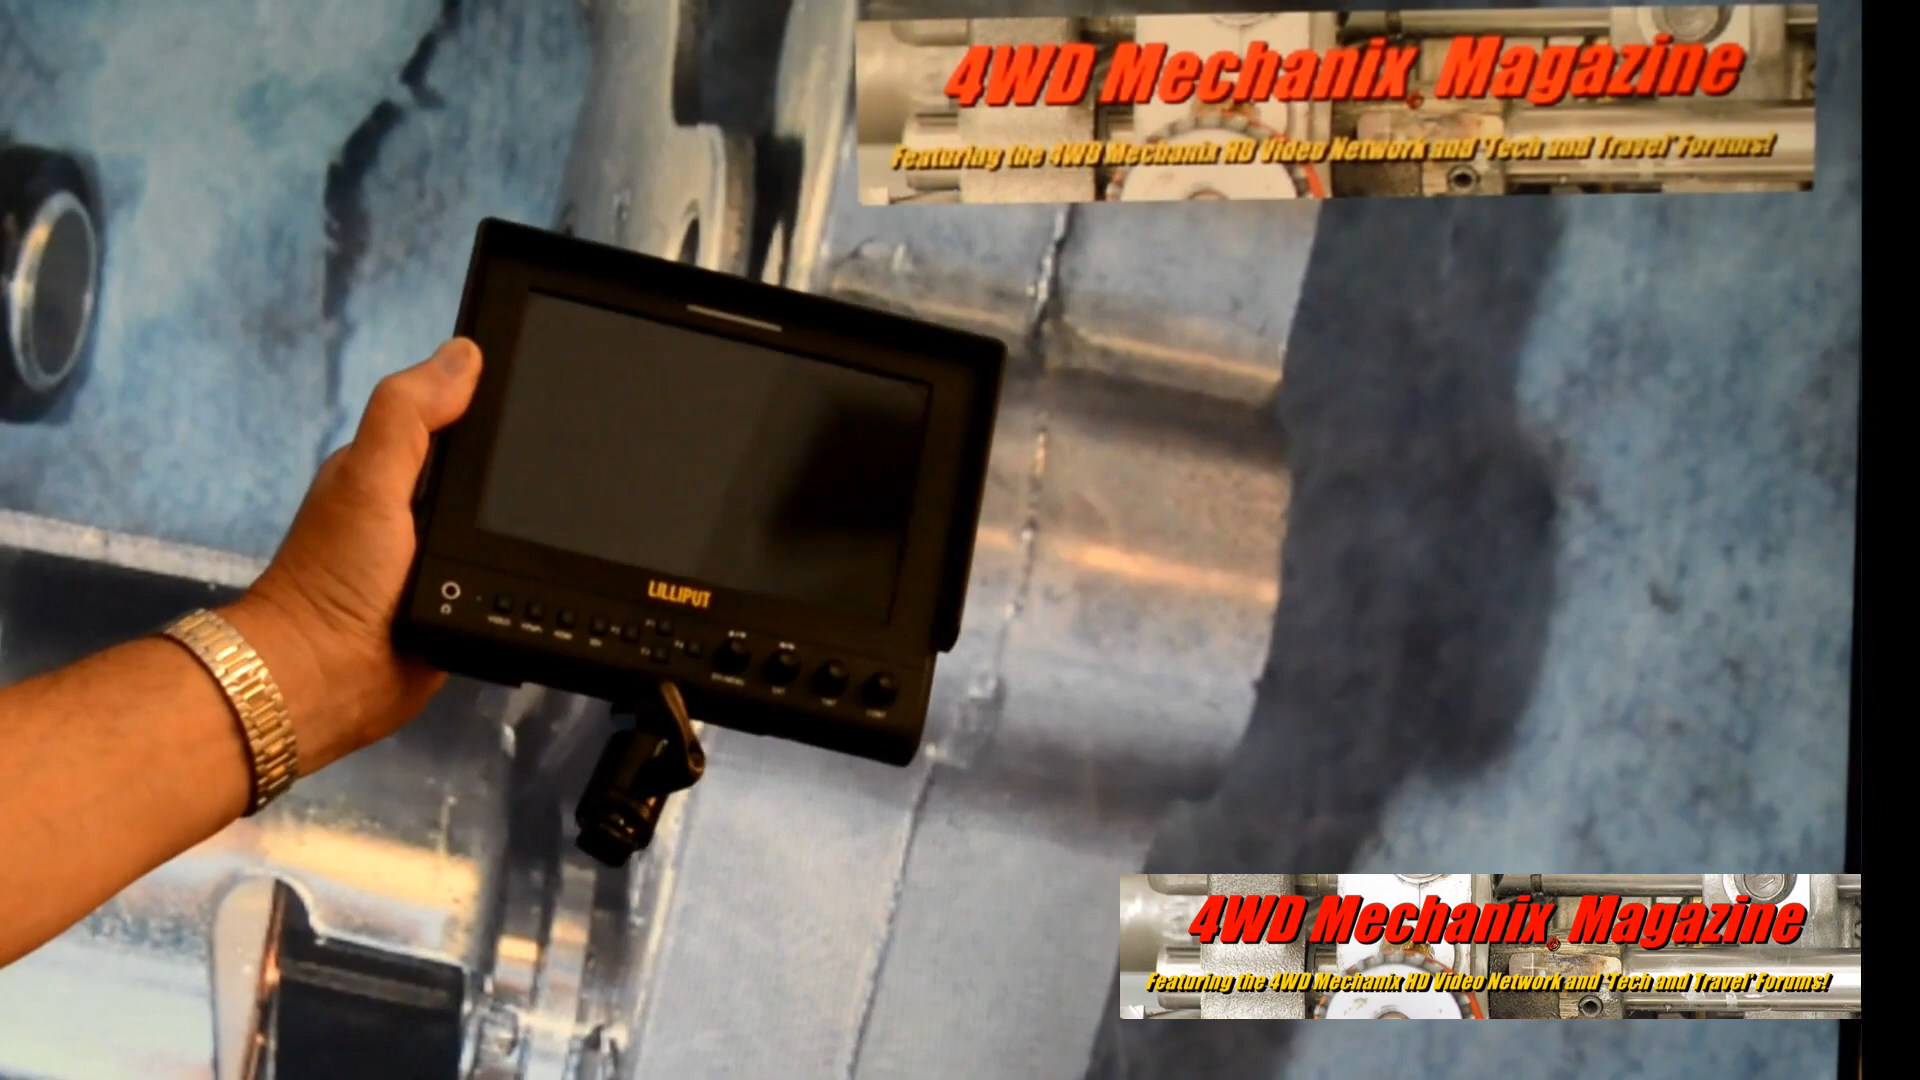 4WD Mechanix Magazine
Featuring the 4WD Mechanix HD Video Network and 'Tech and Travel' Forums!
LILLIPUT
4WD Mechanix Magazine
Featuring the 4WD Mechanix HD Video Network and 'Tech and Travel' Forums!